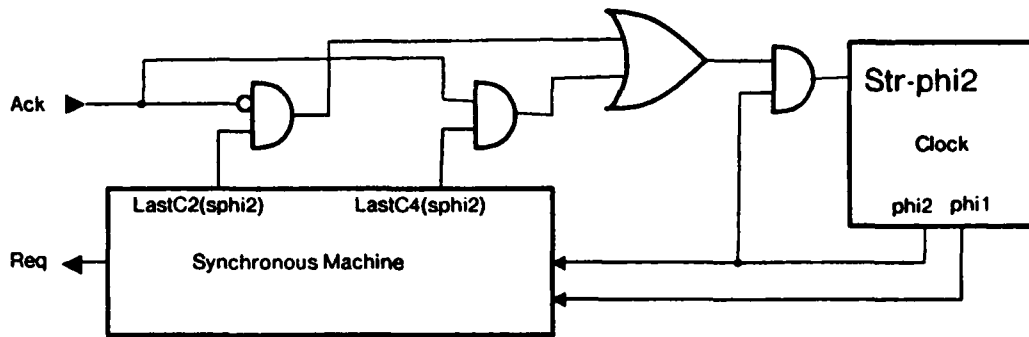 Str-phi2
Ack
Clock
LastC2(sphi2) LastC4(sphi2)
phi2 phi1
Req
Synchronous Machine